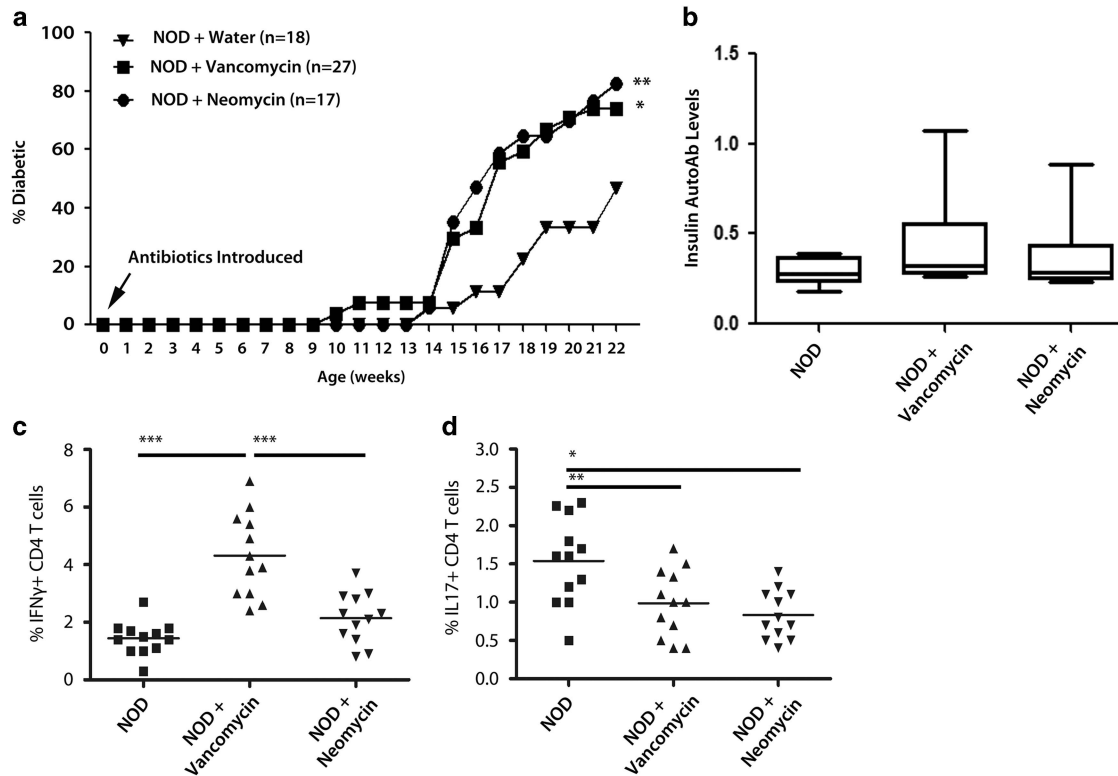 a
100
80
60
40
20
0
% Diabetic
NOD + Water (n=18)
NOD + Vancomycin (n=27)
NOD + Neomycin (n=17)
**
*
Antibiotics Introduced
0 1 2 3 4 5 6 7 8 9 10 11 12 13 14 15 16 17 18 19 20 21 22
Age (weeks)
b
1.5
1.0
0.5
0.0
Insulin AutoAb Levels
NOD
NOD +
Vancomycin
NOD +
Neomycin
c
8
6
4
2
0
% IFNγ+ CD4 T cells
*** ***
NOD
NOD +
Vancomycin
NOD +
Neomycin
d
3.0
2.5
2.0
1.5
1.0
0.5
0.0
% IL17+ CD4 T cells
*
**
NOD
NOD +
Vancomycin
NOD +
Neomycin